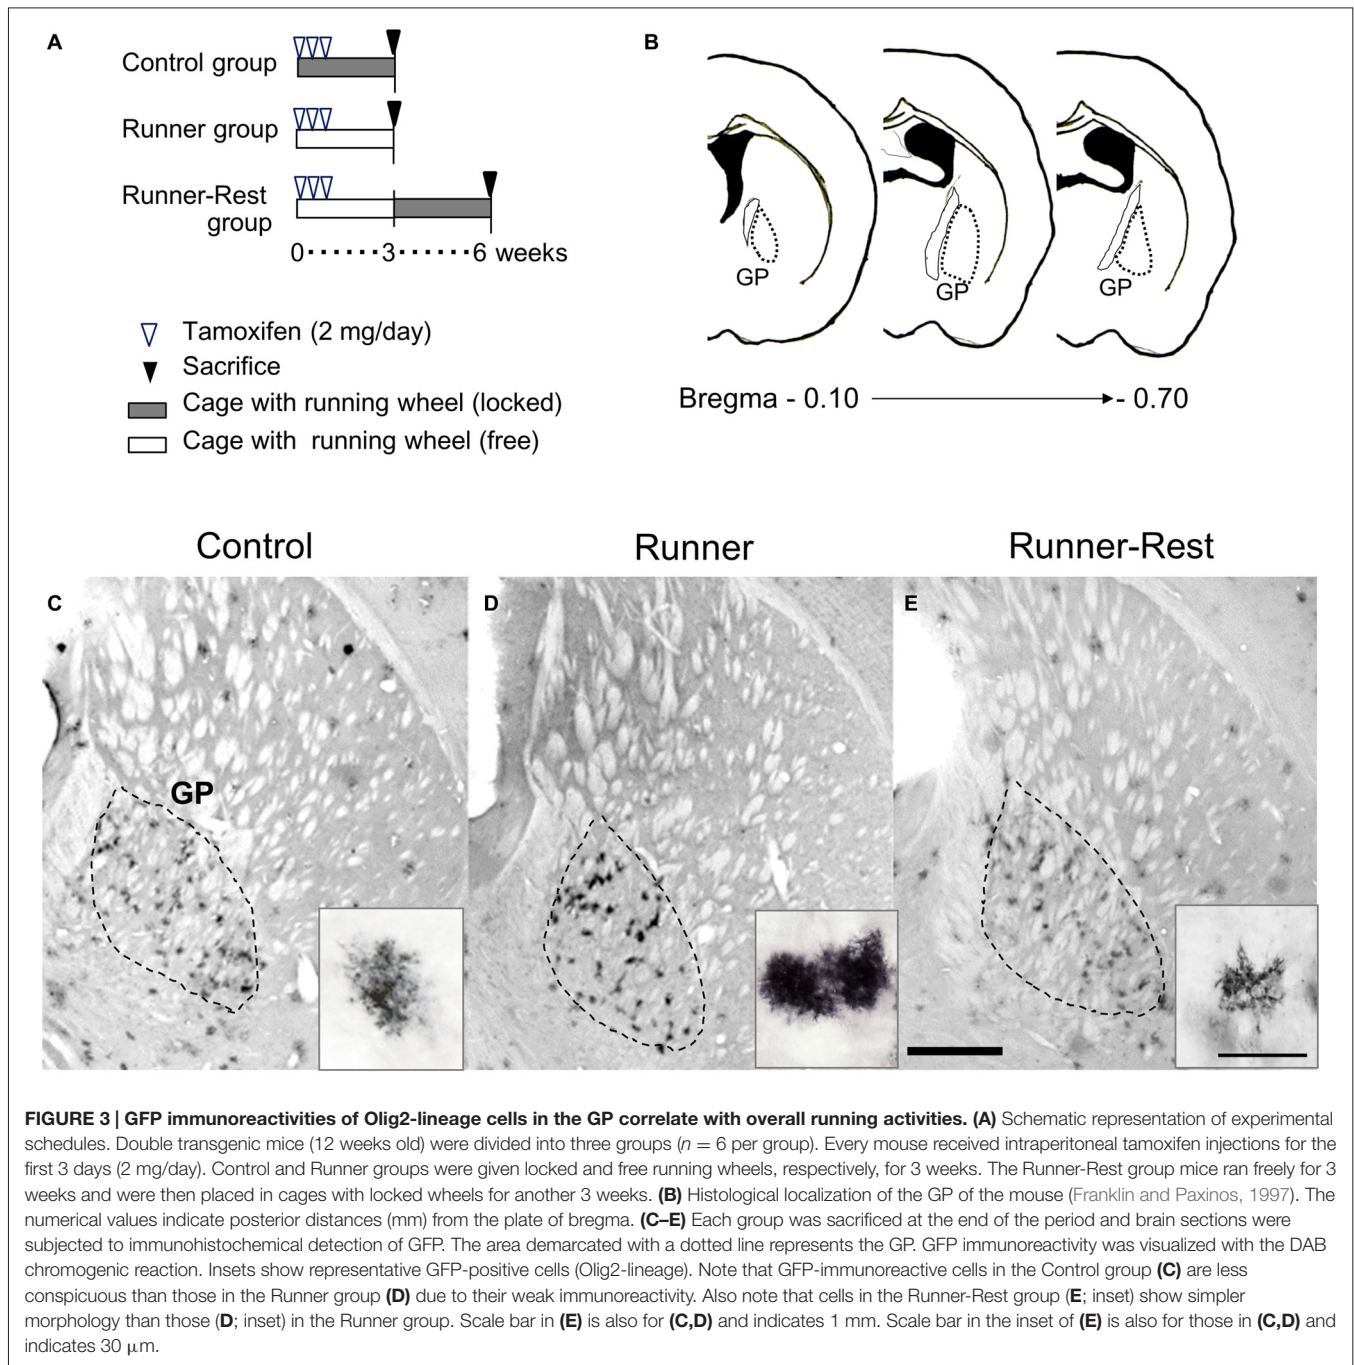 A
Control group
Runner group
Runner-Rest
group
0 ······ 3 ······ 6 weeks
Tamoxifen (2 mg/day)
Sacrifice
Cage with running wheel (locked)
Cage with running wheel (free)
B
GP
GP
GP
Bregma - 0.10
- 0.70
Control
Runner
Runner-Rest
C
GP
D
E
FIGURE 3 | GFP immunoreactivities of Olig2-lineage cells in the GP correlate with overall running activities. (A) Schematic representation of experimental
schedules. Double transgenic mice (12 weeks old) were divided into three groups (n = 6 per group). Every mouse received intraperitoneal tamoxifen injections for the
first 3 days (2 mg/day). Control and Runner groups were given locked and free running wheels, respectively, for 3 weeks. The Runner-Rest group mice ran freely for 3
weeks and were then placed in cages with locked wheels for another 3 weeks. (B) Histological localization of the GP of the mouse (Franklin and Paxinos, 1997). The
numerical values indicate posterior distances (mm) from the plate of bregma. (C–E) Each group was sacrificed at the end of the period and brain sections were
subjected to immunohistochemical detection of GFP. The area demarcated with a dotted line represents the GP. GFP immunoreactivity was visualized with the DAB
chromogenic reaction. Insets show representative GFP-positive cells (Olig2-lineage). Note that GFP-immunoreactive cells in the Control group (C) are less
conspicuous than those in the Runner group (D) due to their weak immunoreactivity. Also note that cells in the Runner-Rest group (E; inset) show simpler
morphology than those (D; inset) in the Runner group. Scale bar in (E) is also for (C,D) and indicates 1 mm. Scale bar in the inset of (E) is also for those in (C,D) and
indicates 30 μm.